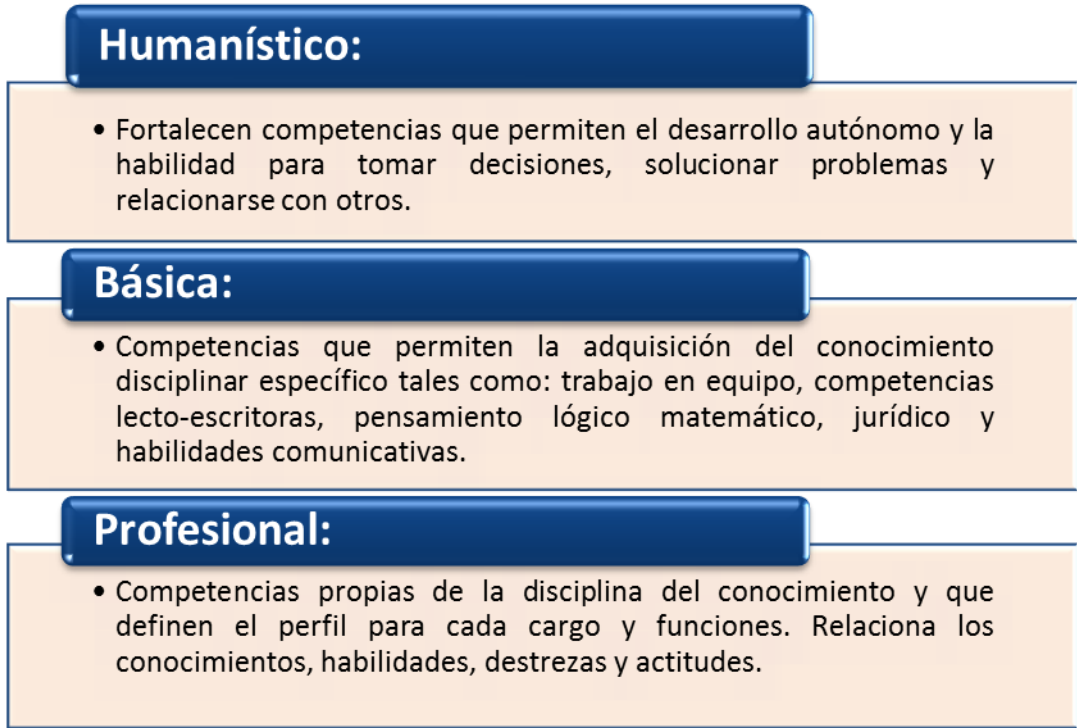 Humanístico:
• Fortalecen competencias que permiten el desarrollo autónomo y la
habilidad para tomar decisiones, solucionar problemas y
relacionarse con otros.
Básica:
• Competencias que permiten la adquisición del conocimiento
disciplinar específico tales como: trabajo en equipo, competencias
lecto-escritoras, pensamiento lógico matemático, jurídico y
habilidades comunicativas.
Profesional:
• Competencias propias de la disciplina del conocimiento y que
definen el perfil para cada cargo y funciones. Relaciona los
conocimientos, habilidades, destrezas y actitudes.